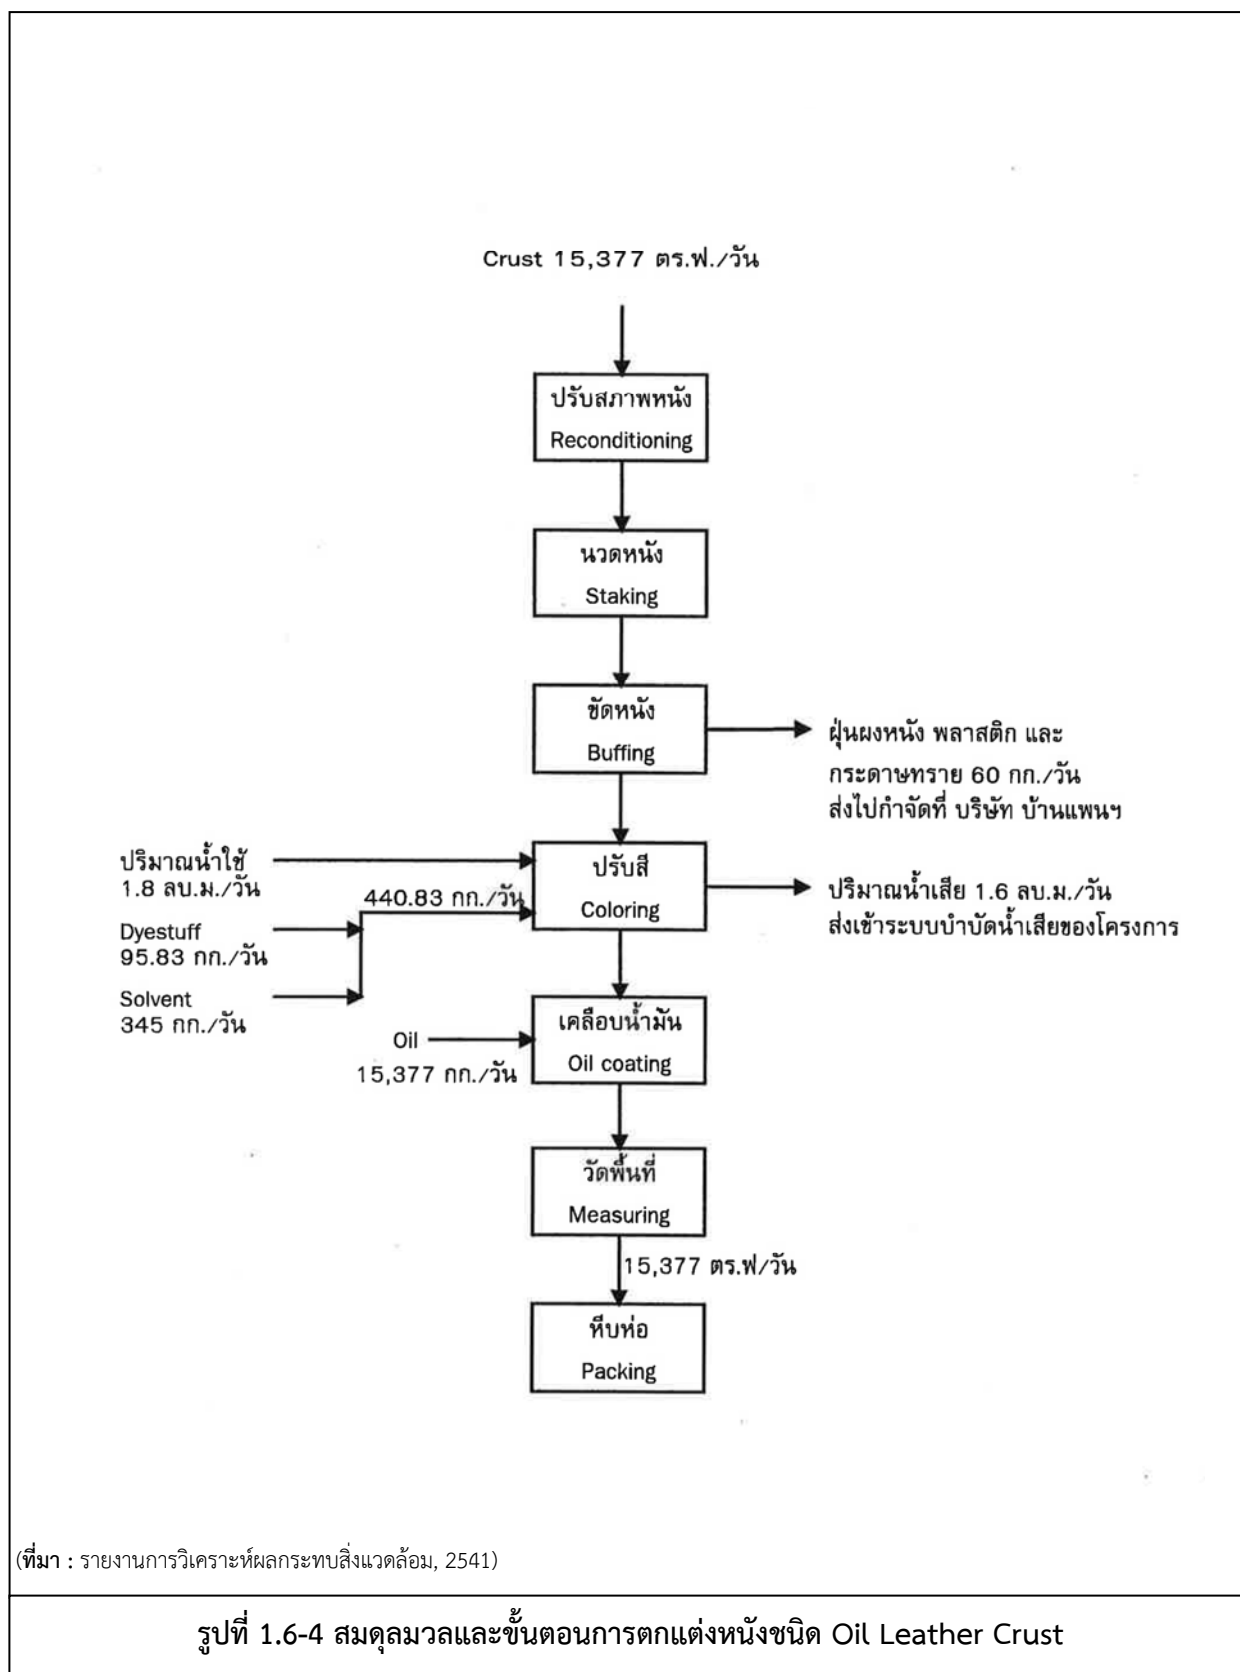 Crust 15,377 ตร.ฟ./วัน
ปรับสภาพหนัง
Reconditioning
นวดหนัง
Staking
ขัดหนัง
Buffing
ฝุ่นผงหนัง พลาสติก และ
กระดาษทราย 60 กก./วัน
ส่งไปกำจัดที่ บริษัท บ้านแพนฯ
ปริมาณน้ำใช้
1.8 ลบ.ม./วัน
440.83 กก./วัน
Dyestuff
95.83 กก./วัน
Solvent
345 กก./วัน
ปรับสี
Coloring
ปริมาณน้ำเสีย 1.6 ลบ.ม./วัน
ส่งเข้าระบบบำบัดน้ำเสียของโครงการ
Oil
15,377 กก./วัน
เคลือบน้ำมัน
Oil coating
วัดพื้นที่
Measuring
15,377 ตร.ฟ/วัน
หีบห่อ
Packing
(ที่มา : รายงานการวิเคราะห์ผลกระทบสิ่งแวดล้อม, 2541)
รูปที่ 1.6-4 สมดุลมวลและขั้นตอนการตกแต่งหนังชนิด Oil Leather Crust